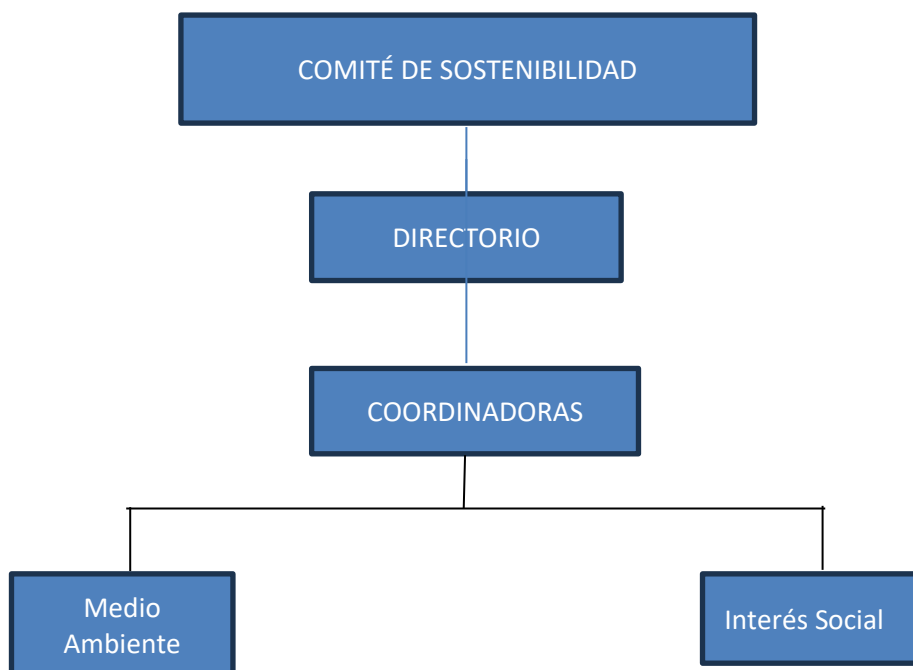 COMITÉ DE SOSTENIBILIDAD
DIRECTORIO
COORDINADORAS
Medio
Ambiente
Interés Social